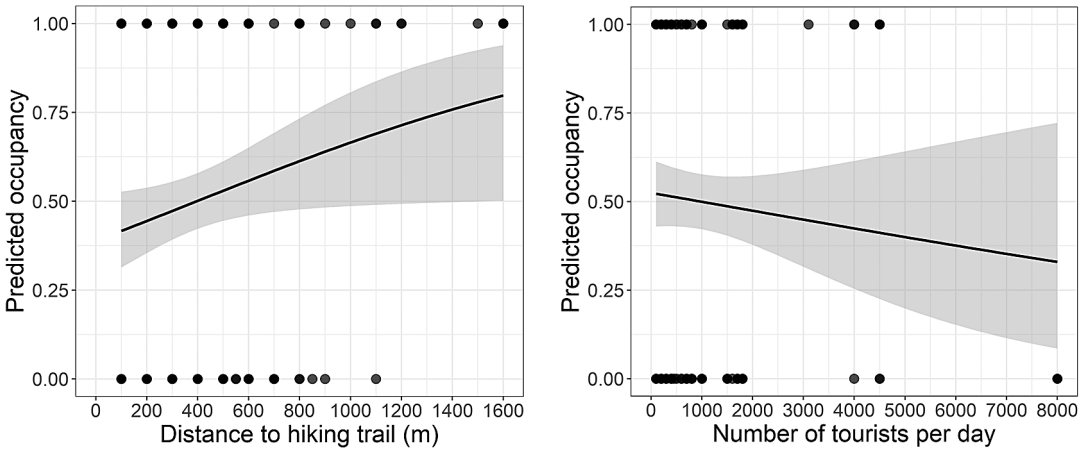 Predicted occupancy
1.00
0.75
0.50
0.25
0.00
0 200 400 600 800 1000 1200 1400 1600
Distance to hiking trail (m)
Predicted occupancy
1.00
0.75
0.50
0.25
0.00
0 1000 2000 3000 4000 5000 6000 7000 8000
Number of tourists per day